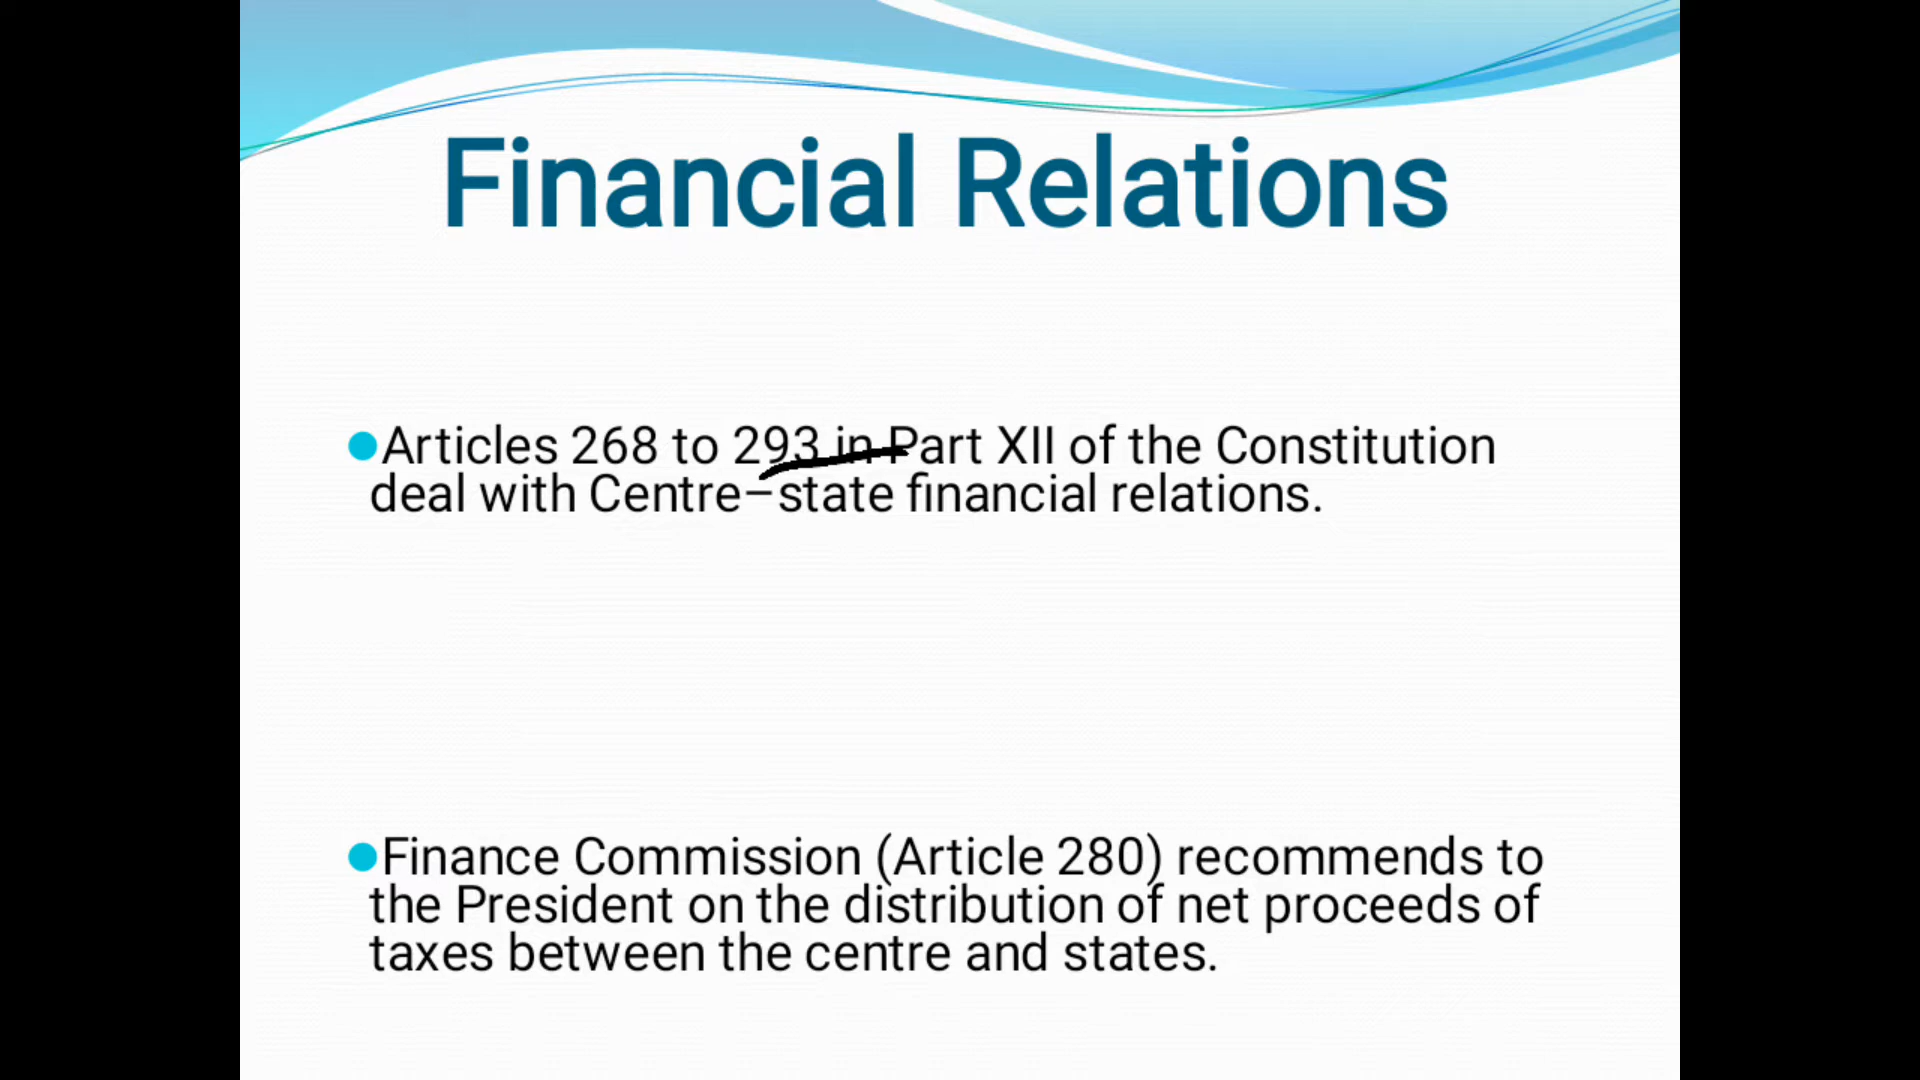 Financial Relations
Articles 268 to 293 in Part XII of the Constitution
deal with Centre–state financial relations.
Finance Commission (Article 280) recommends to
the President on the distribution of net proceeds of
taxes between the centre and states.